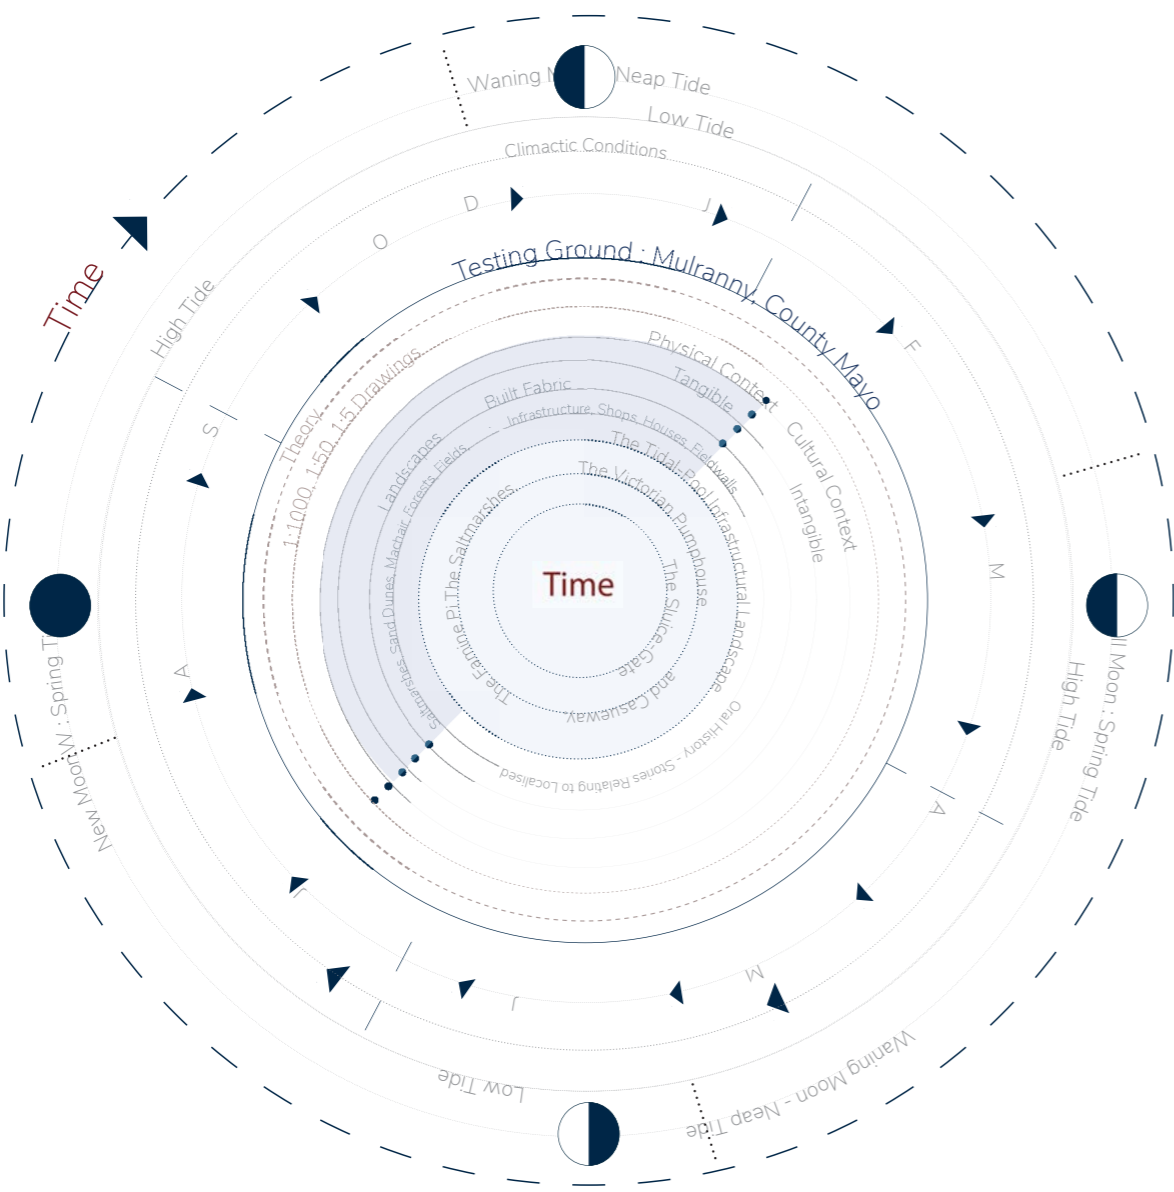 Waning M Neap Tide
Low Tide
Climactic Conditions
D
J
O
F
S
M
A
A
J
M
J
Time
High Tide
Testing Ground : Mulranny, County Mayo
Theory
1:1000, 1:50, 1:5 Drawings
Physical Context
Tangible
Cultural Context
Intangible
Built Fabric
Infrastructure, Shops, Houses, Fieldwalls
Landscapes
Saltmarshes, Sand Dunes, Machair, Forests, Fields,
The Tidal-Pool Infrastructural Landscape
The Victorian Pumphouse
and Casueway
The Sluice-Gate
The Saltmarshes
The Famine Pi
Time
Oral History - Stories Relating to Localised
ll Moon : Spring Tide
High Tide
Waning Moon - Neap Tide
Low Tide
New Moon W : Spring T